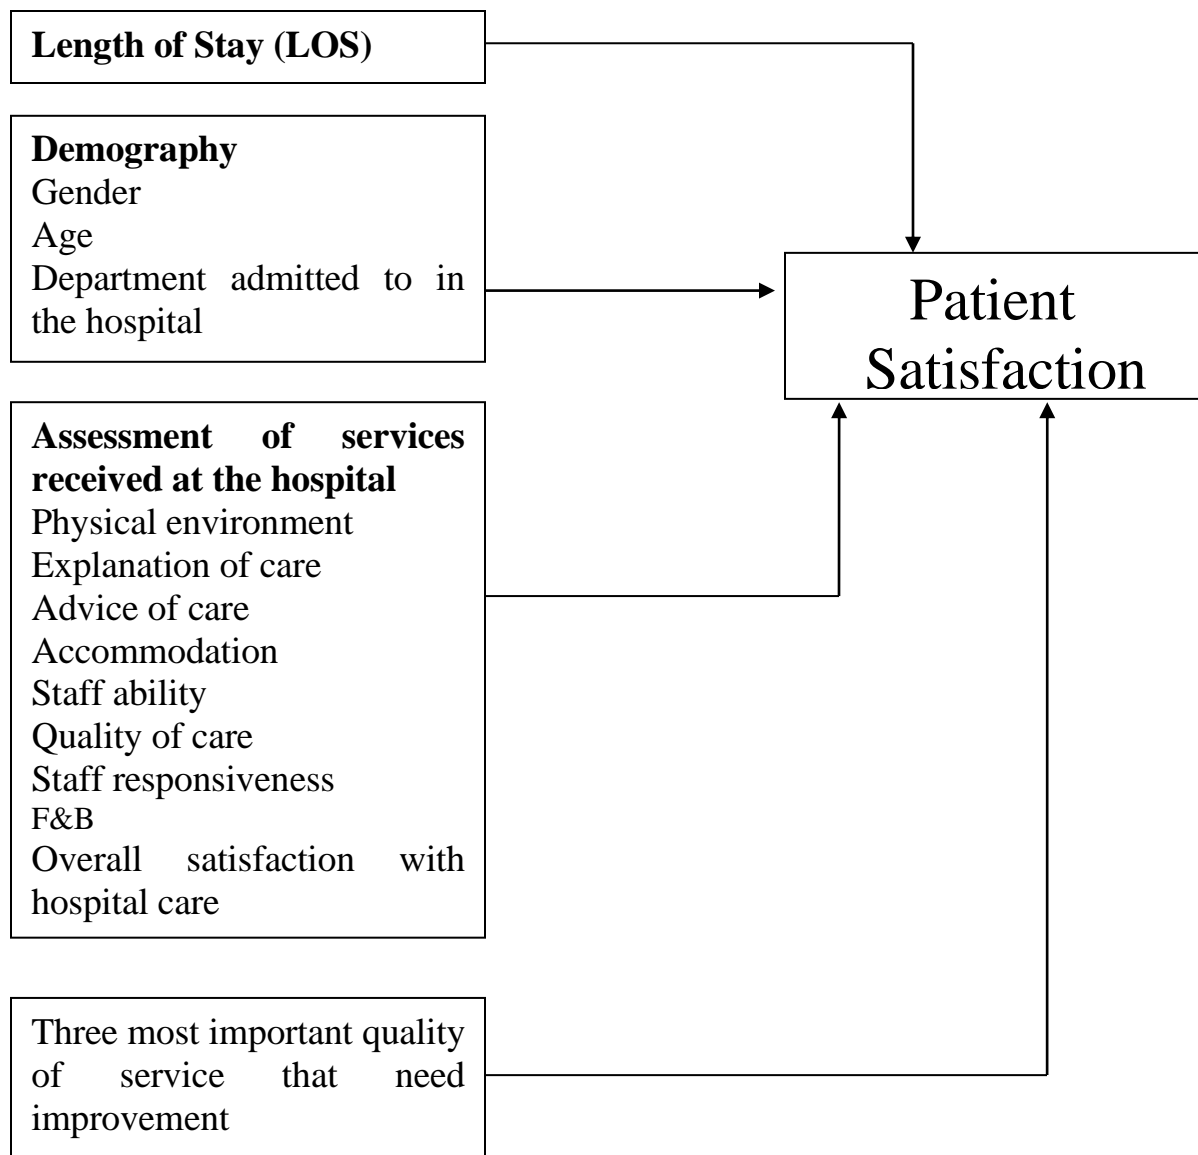 Length of Stay (LOS)
Demography
Gender
Age
Department admitted to in
the hospital
Patient
Satisfaction
Assessment of services
received at the hospital
Physical environment
Explanation of care
Advice of care
Accommodation
Staff ability
Quality of care
Staff responsiveness
F&B
Overall satisfaction with
hospital care
Three most important quality
of service that need
improvement